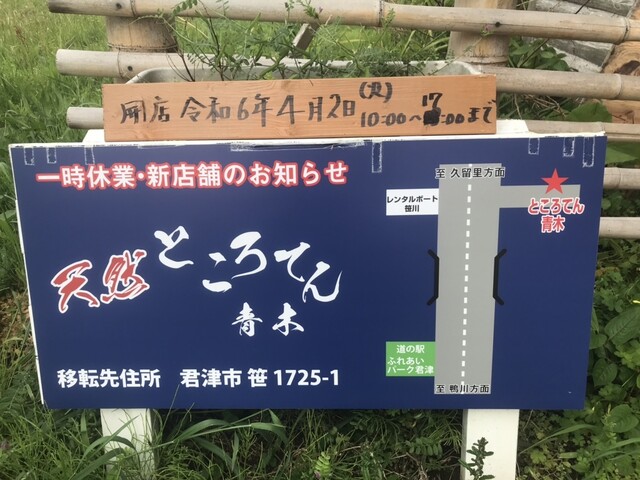 開店 令和6年4月2日(火) 10:00〜17:00まで
一時休業・新店舗のお知らせ
天然ところてん
青木
移転先住所 君津市 笹 1725-1
至 久留里方面
レンタルボート
笹川
ところてん
青木
道の駅
ふれあい
パーク君津
至 鴨川方面